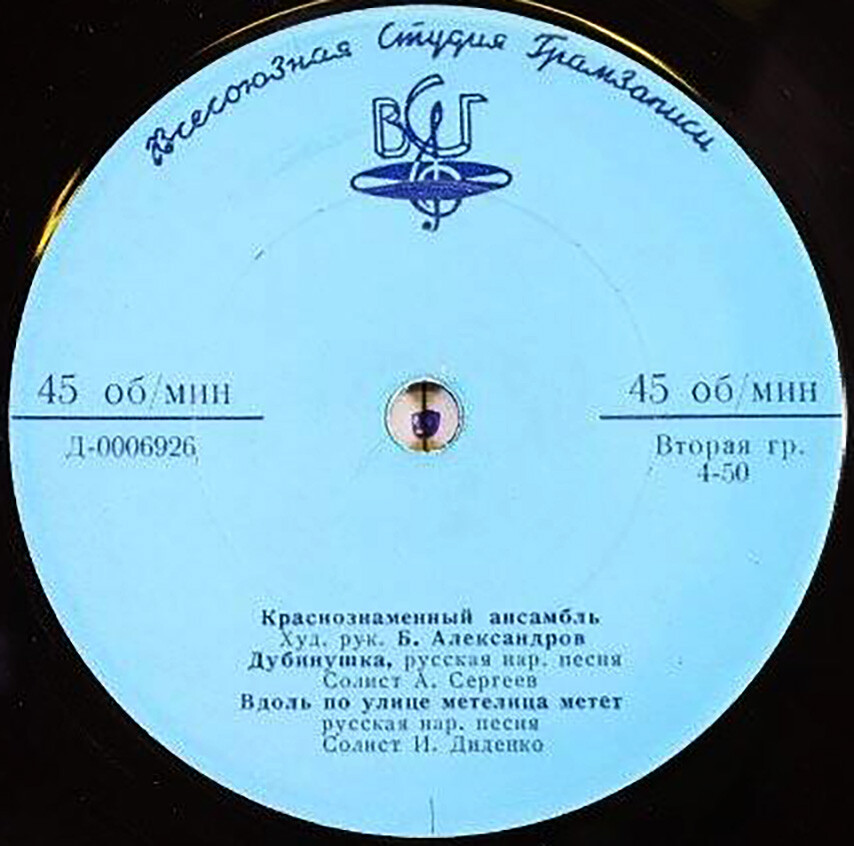 Всесоюзная Студия Грамзаписи
ВСГ
45 об/мин
45 об/мин
Д-0006926
Вторая гр.
4-50
Краснознаменный ансамбль
Худ. рук. Б. Александров
Дубинушка, русская нар. песня
Солист А. Сергеев
Вдоль по улице метелица метет
русская нар. песня
Солист И. Диденко